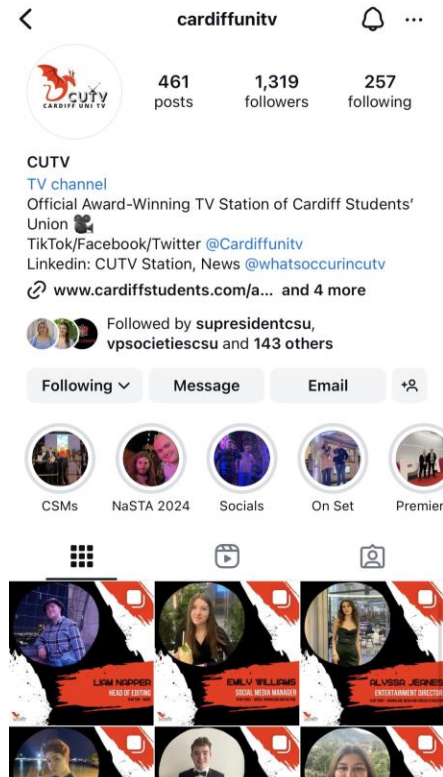 cardiffunitv
CUTV
CARDIFF UNI TV
461 1,319 257
posts followers following
CUTV
TV channel
Official Award-Winning TV Station of Cardiff Students'
Union
TikTok/Facebook/Twitter @Cardiffunitv
Linkedin: CUTV Station, News @whatsoccurincutv
www.cardiffstudents.com/a... and 4 more
Followed by supresidentcsu,
vpsocietiescsu and 143 others
Following Message Email
CSMs NaSTA 2024 Socials On Set Premier
LIAM NAPPER EMILY WILLIAMS ALYSSA JEANES
HEAD OF EDITING SOCIAL MEDIA MANAGER ENTERTAINMENT DIRECTOR